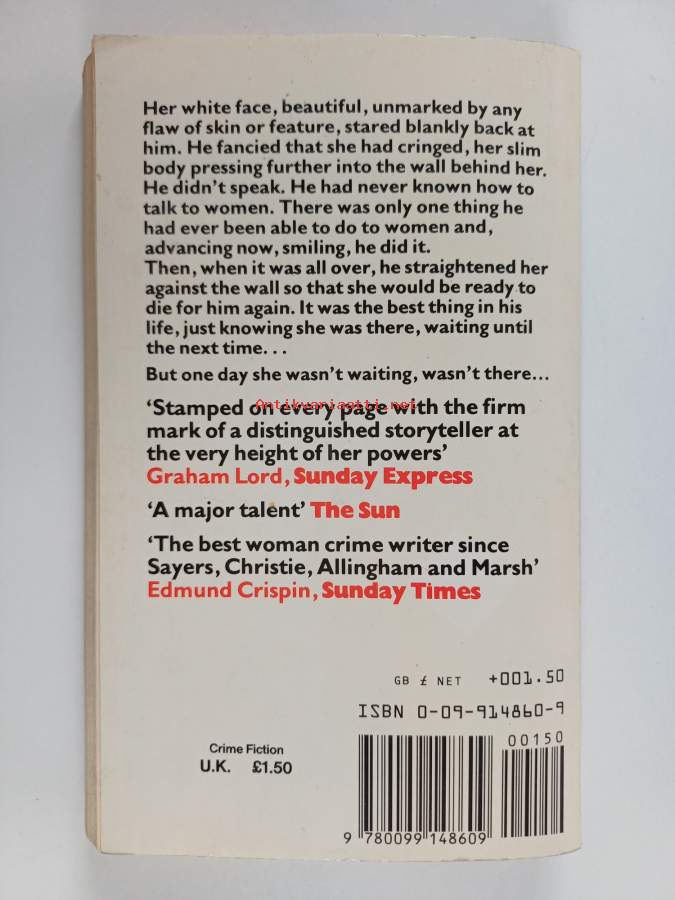 Her white face, beautiful, unmarked by any
flaw of skin or feature, stared blankly back at
him. He fancied that she had cringed, her slim
body pressing further into the wall behind her.
He didn't speak. He had never known how to
talk to women. There was only one thing he
had ever been able to do to women and,
advancing now, smiling, he did it.
Then, when it was all over, he straightened her
against the wall so that she would be ready to
die for him again. It was the best thing in his
life, just knowing she was there, waiting until
the next time...
But one day she wasn't waiting, wasn't there...
Antikvariaatti.net
'Stamped on every page with the firm
mark of a distinguished storyteller at
the very height of her powers'
Graham Lord, Sunday Express
'A major talent' The Sun
'The best woman crime writer since
Sayers, Christie, Allingham and Marsh'
Edmund Crispin, Sunday Times
GB £ NET +001.50
ISBN 0-09-914860-9
00150
Crime Fiction
U.K. £1.50
9 780099 148609